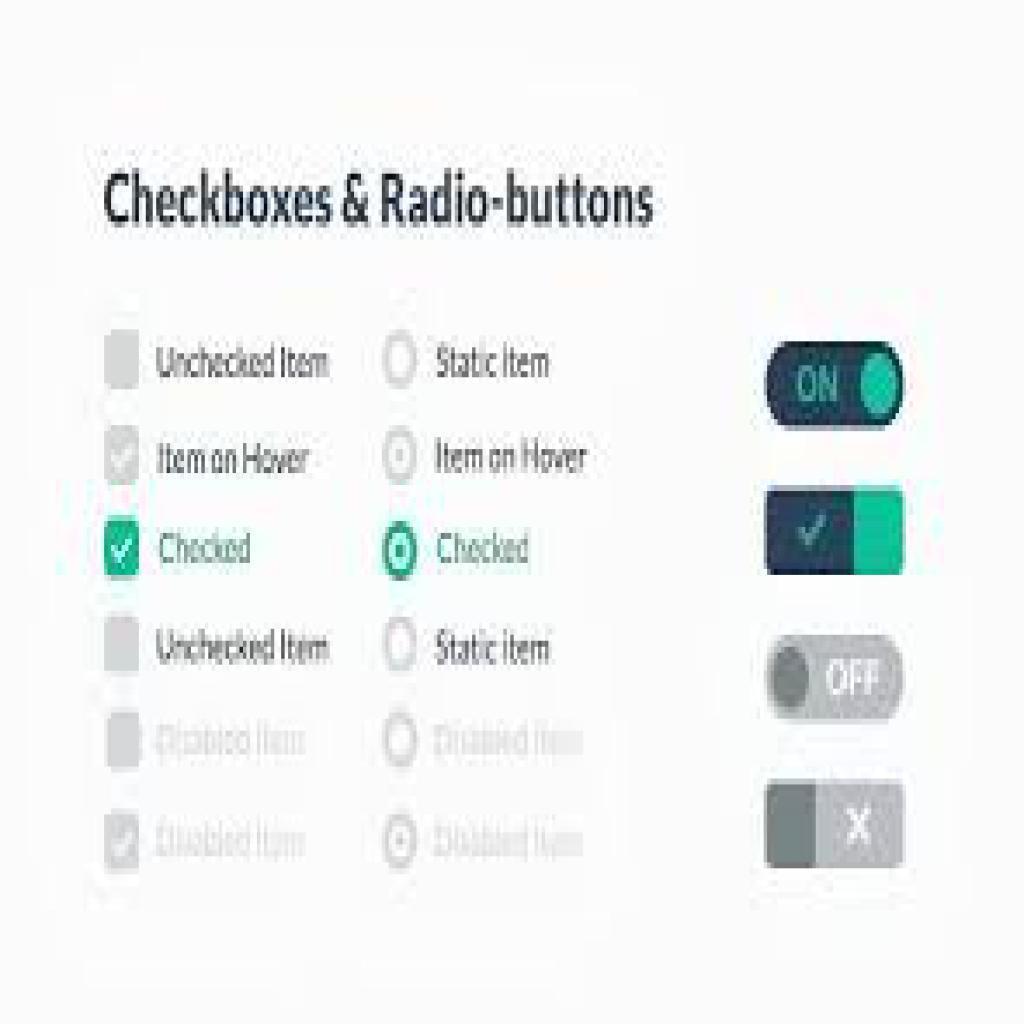 Checkboxes & Radio-buttons
Unchecked Item
Static item
ON
Item on Hover
Item on Hover
Checked
Checked
Unchecked Item
Static item
OFF
Disabled Item
Disabled Item
Disabled Item
Disabled Item
X